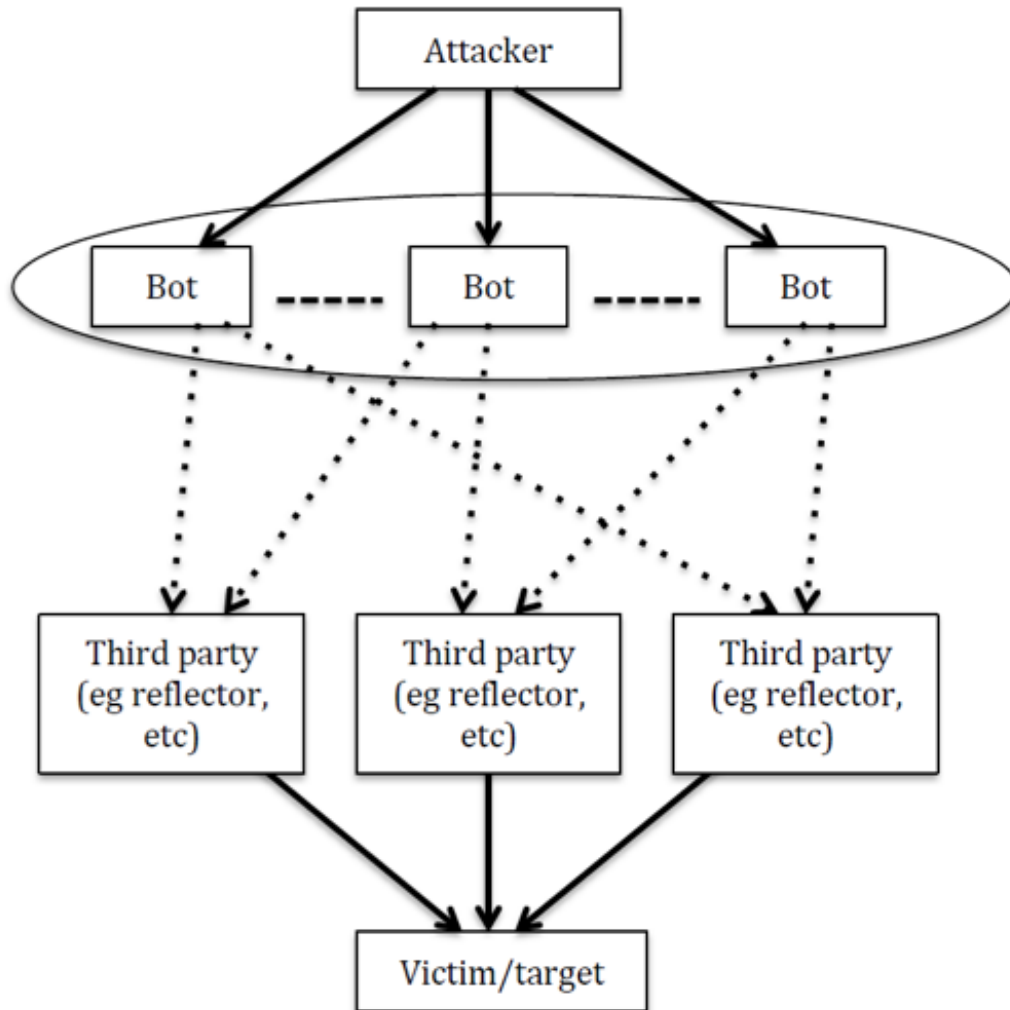 Attacker
Bot
Bot
Bot
Third party
(eg reflector,
etc)
Third party
(eg reflector,
etc)
Third party
(eg reflector,
etc)
Victim/target